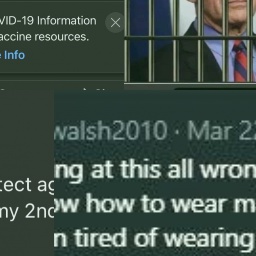 VID-19 Information
accine resources.
Info
walsh2010 · Mar 22
ng at this all wron
ow how to wear m
n tired of wearing
tect ag
my 2nd